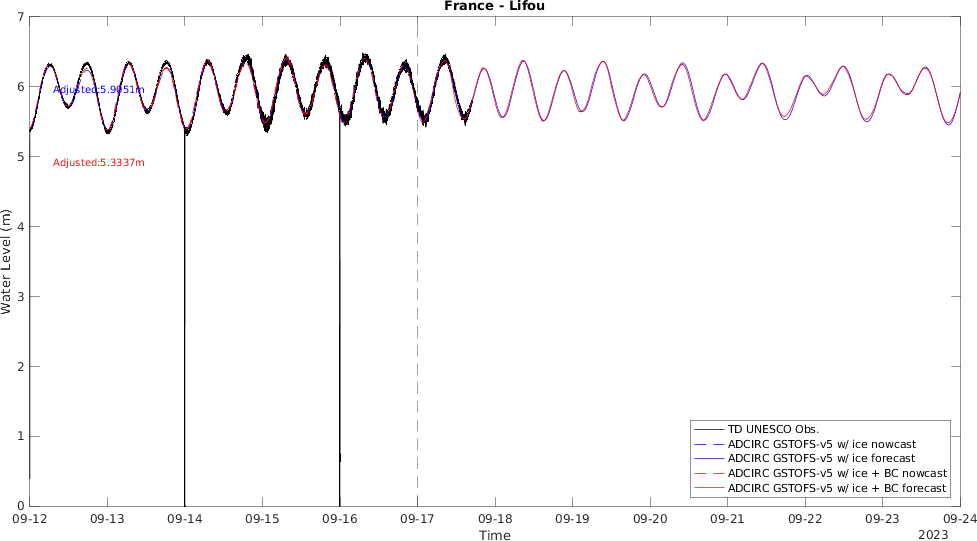 France - Lifou
7
6
5
4
3
2
1
0
Water Level (m)
Adjusted:5.9051m
Adjusted:5.3337m
TD UNESCO Obs.
ADCIRC GSTOFS-v5 w/ ice nowcast
ADCIRC GSTOFS-v5 w/ ice forecast
ADCIRC GSTOFS-v5 w/ ice + BC nowcast
ADCIRC GSTOFS-v5 w/ ice + BC forecast
09-12 09-13 09-14 09-15 09-16 09-17 09-18 09-19 09-20 09-21 09-22 09-23 09-24
Time
2023